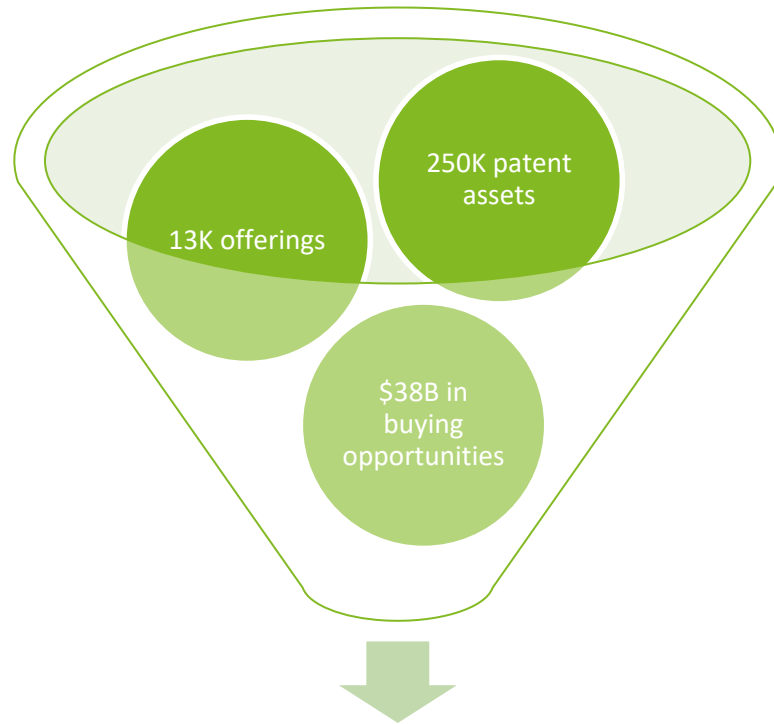 250K patent
assets
13K offerings
$38B in
buying
opportunities